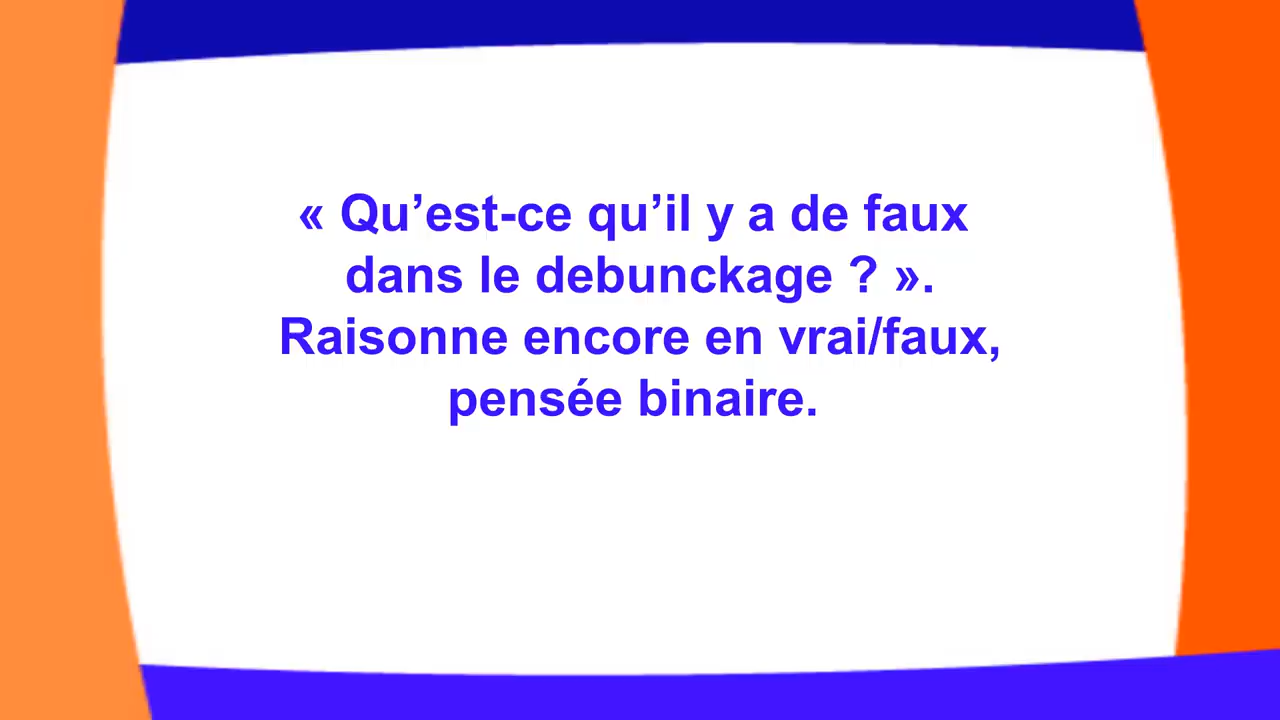 « Qu’est-ce qu’il y a de faux
dans le debunckage ? ».
Raisonne encore en vrai/faux,
pensée binaire.